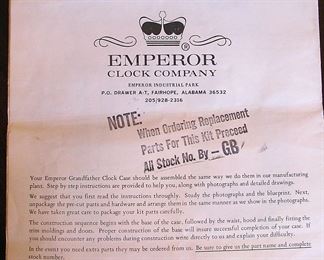 ®
EMPEROR
CLOCK COMPANY
EMPEROR INDUSTRIAL PARK
P.O. DRAWER A-T, FAIRHOPE, ALABAMA 36532
205/928-2316
NOTE:
When Ordering Replacement
Parts For This Kit Preceed
All Stock No. By — GB
Your Emperor Grandfather Clock Case should be assembled the same way we do them in our manufacturing
plant. Step by step instructions are provided to help you, along with photographs and detailed drawings.
We suggest that you first read the instructions throughly. Study the photographs and the blueprint. Next,
unpackage the pre-cut parts and hardware and arrange them in the same manner as show in the photographs.
We have taken great care to package your kit parts carefully.
The construction sequence begins with the base of the case, followed by the waist, hood and finally fitting the
trim moldings and doors. Proper construction of the base will insure successful completion of your case. If
you should encounter any problems during construction write directly to us and explain your difficulty.
In the event you need extra parts they may be ordered from us. Be sure to give us the part name and complete
stock number.